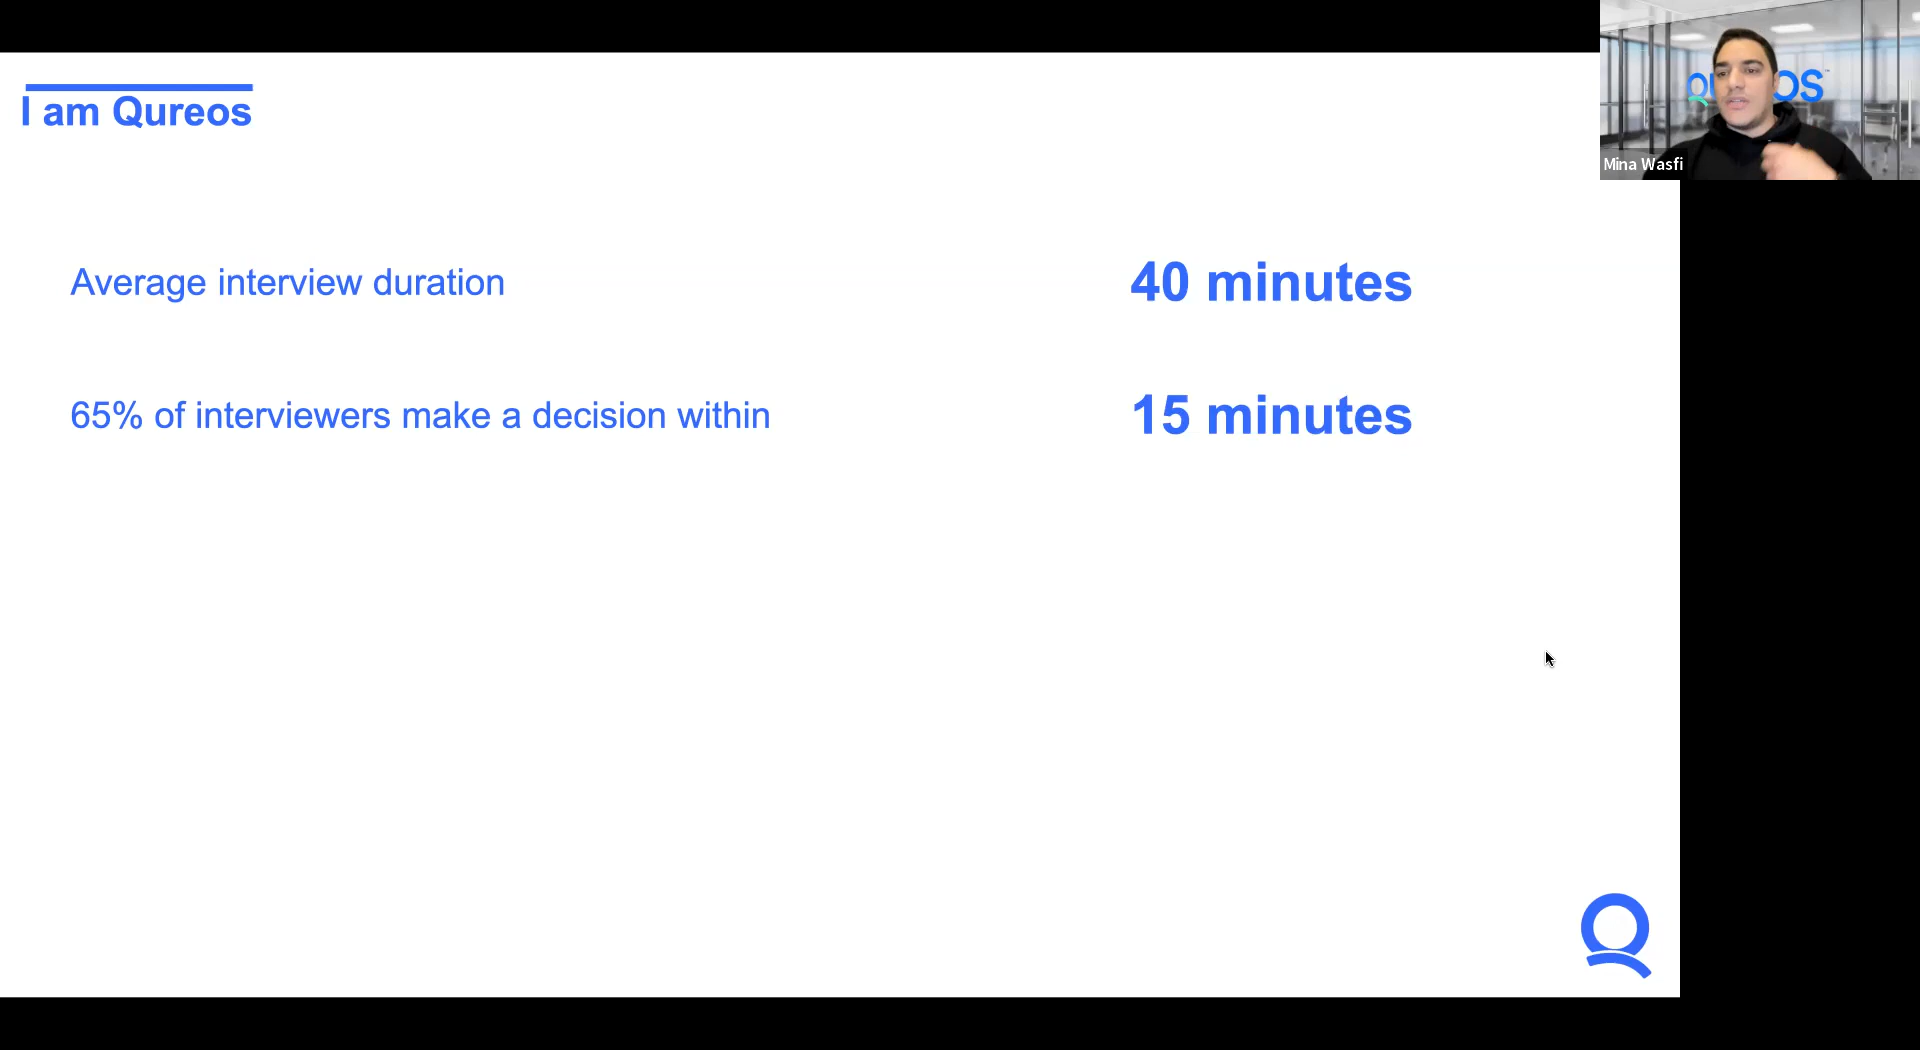 I am Qureos
Mina Wasfi
Average interview duration
40 minutes
65% of interviewers make a decision within
15 minutes